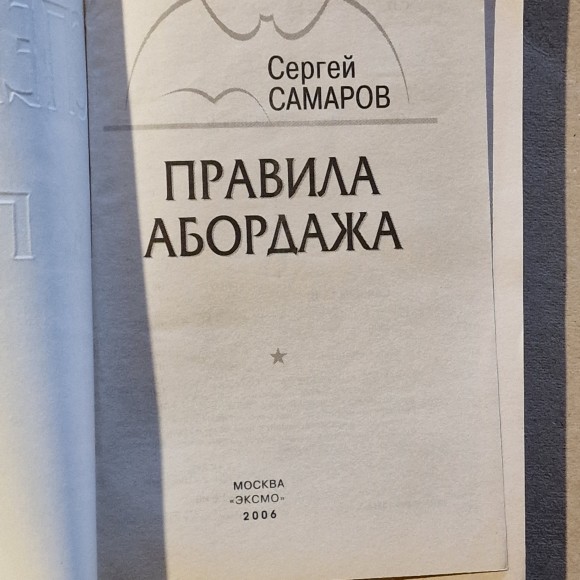 Сергей
САМАРОВ
ПРАВИЛА
АБОРДАЖА
МОСКВА
«ЭКСМО»
2006